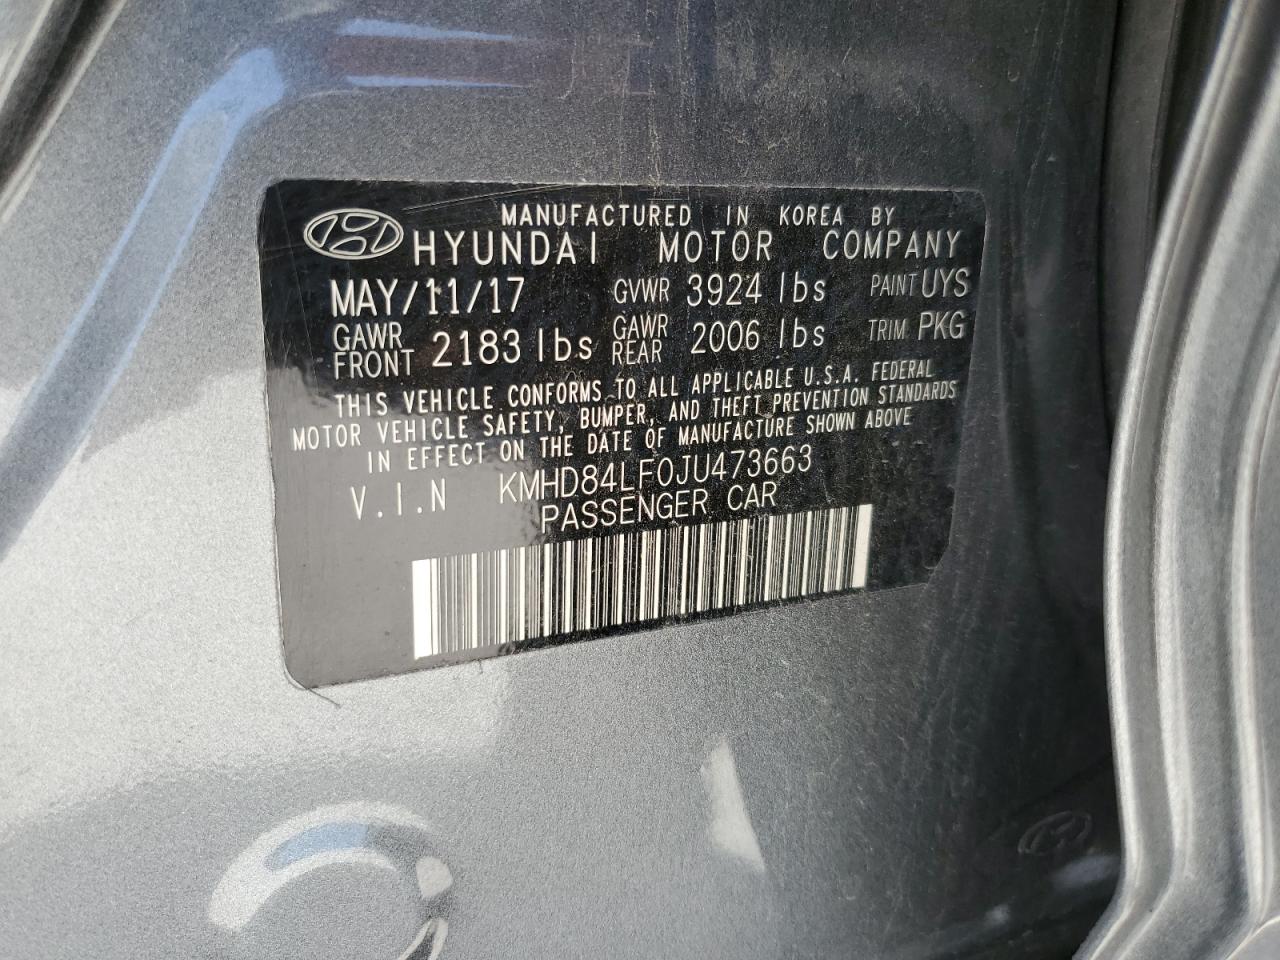 MANUFACTURED IN KOREA BY
HYUNDAI MOTOR COMPANY
MAY/11/17 GVWR 3924 lbs PAINT UYS
GAWR FRONT 2183 lbs GAWR REAR 2006 lbs TRIM PKG
THIS VEHICLE CONFORMS TO ALL APPLICABLE U.S.A. FEDERAL
MOTOR VEHICLE SAFETY, BUMPER, AND THEFT PREVENTION STANDARDS
IN EFFECT ON THE DATE OF MANUFACTURE SHOWN ABOVE
V.I.N KMHD84LF0JU473663
PASSENGER CAR